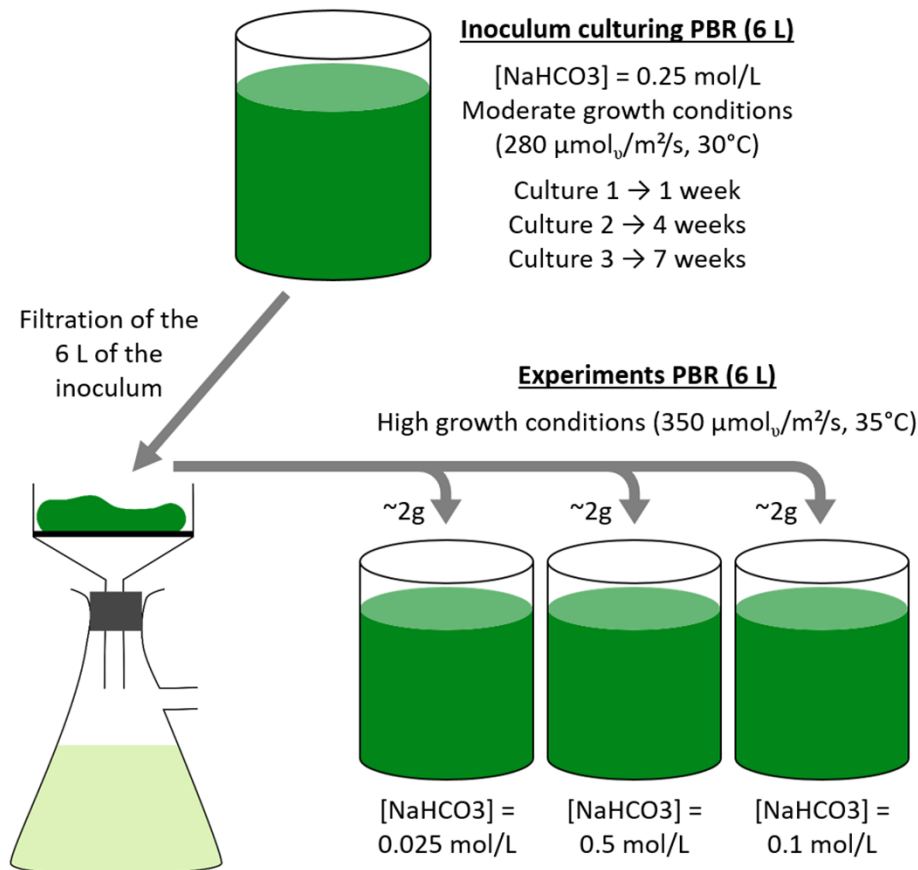 Inoculum culturing PBR (6 L)
[NaHCO3] = 0.25 mol/L
Moderate growth conditions
(280 µmolᵩ/m²/s, 30°C)
Culture 1 → 1 week
Culture 2 → 4 weeks
Culture 3 → 7 weeks
Filtration of the
6 L of the
inoculum
Experiments PBR (6 L)
High growth conditions (350 µmolᵩ/m²/s, 35°C)
~2g
~2g
~2g
[NaHCO3] =
0.025 mol/L
[NaHCO3] =
0.5 mol/L
[NaHCO3] =
0.1 mol/L